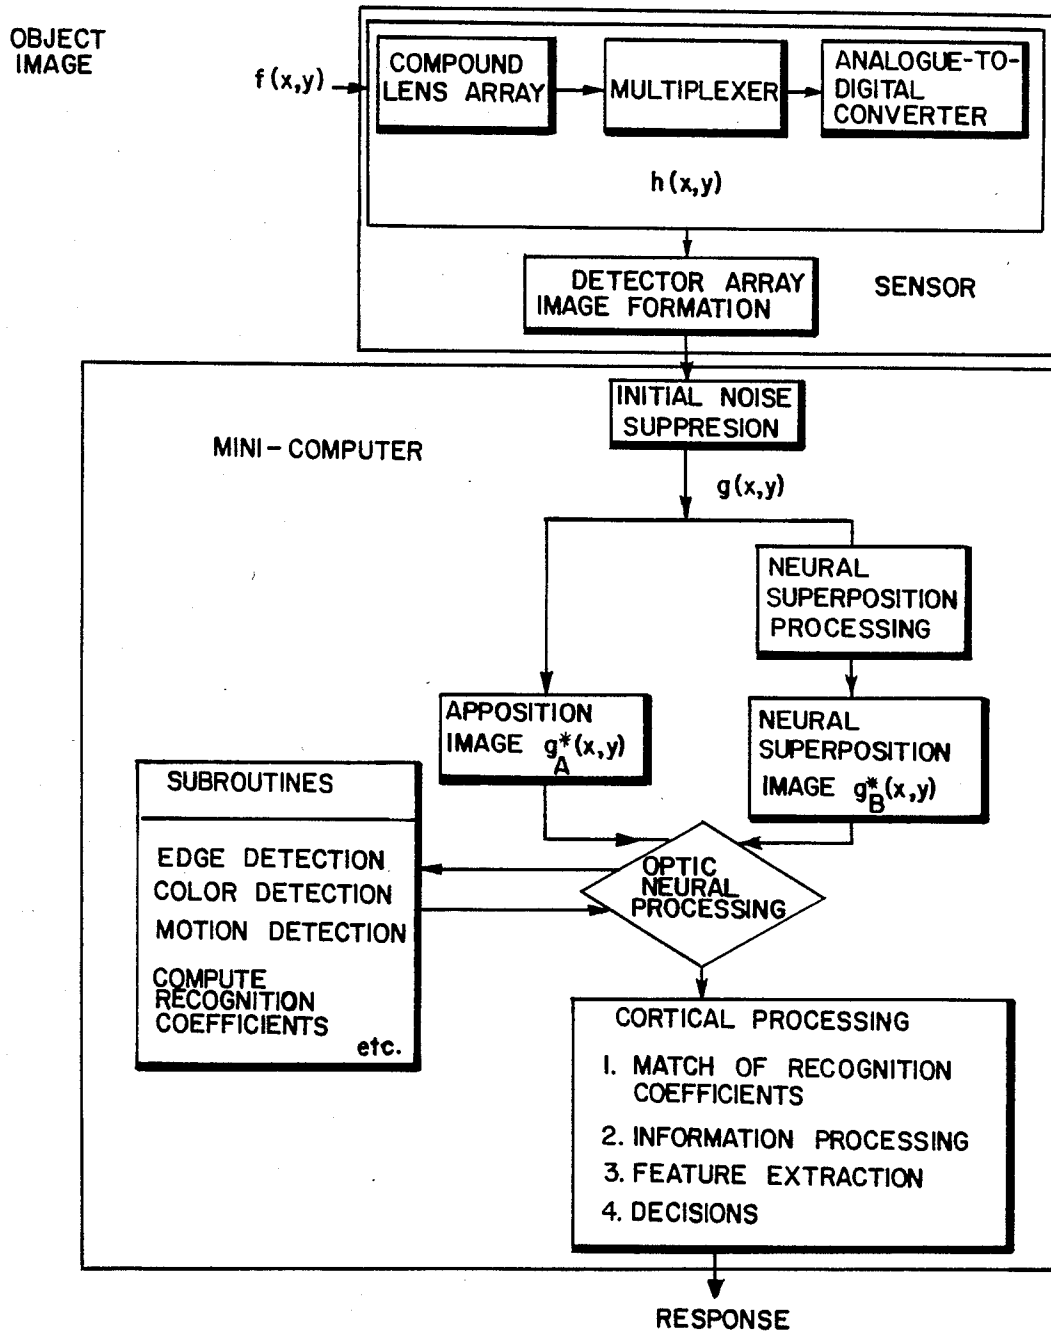 OBJECT
IMAGE
f(x,y)
COMPOUND
LENS ARRAY
MULTIPLEXER
ANALOGUE-TO-
DIGITAL
CONVERTER
h(x,y)
DETECTOR ARRAY
IMAGE FORMATION
SENSOR
INITIAL NOISE
SUPPRESION
MINI-COMPUTER
g(x,y)
NEURAL
SUPERPOSITION
PROCESSING
APPOSITION
IMAGE g*A(x,y)
NEURAL
SUPERPOSITION
IMAGE g*B(x,y)
SUBROUTINES
EDGE DETECTION
COLOR DETECTION
MOTION DETECTION
COMPUTE
RECOGNITION
COEFFICIENTS
etc.
OPTIC
NEURAL
PROCESSING
CORTICAL PROCESSING
1. MATCH OF RECOGNITION
COEFFICIENTS
2. INFORMATION PROCESSING
3. FEATURE EXTRACTION
4. DECISIONS
RESPONSE